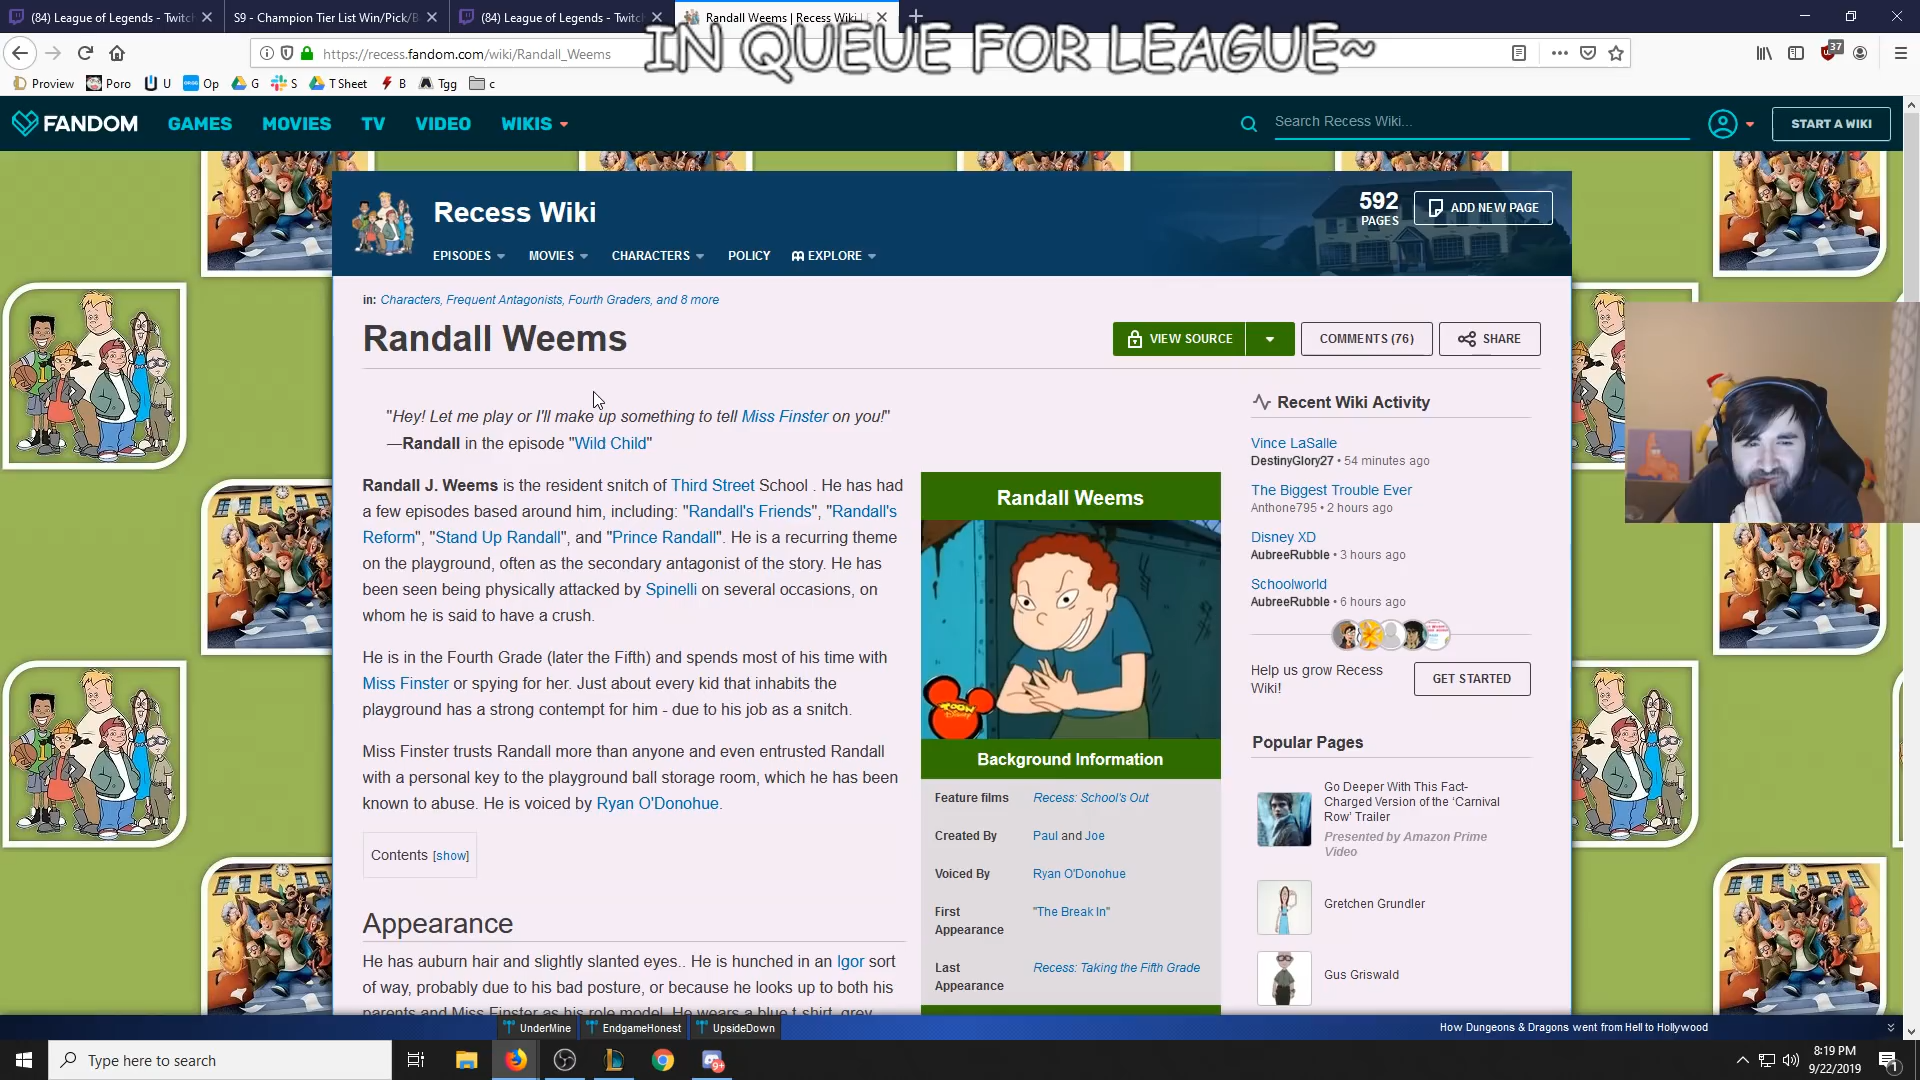 (84) League of Legends - Twitch
S9 - Champion Tier List Win/Pick/B
(84) League of Legends - Twitch
Randall Weems | Recess Wiki
IN QUEUE FOR LEAGUE~
https://recess.fandom.com/wiki/Randall_Weems
37
Proview
Poro
U
Op
G
S
T Sheet
B
Tgg
c
FANDOM
GAMES
MOVIES
TV
VIDEO
WIKIS
Search Recess Wiki...
START A WIKI
Recess Wiki
592
PAGES
ADD NEW PAGE
EPISODES
MOVIES
CHARACTERS
POLICY
EXPLORE
in: Characters, Frequent Antagonists, Fourth Graders, and 8 more
Randall Weems
VIEW SOURCE
COMMENTS (76)
SHARE
"Hey! Let me play or I'll make up something to tell Miss Finster on you!"
—Randall in the episode "Wild Child"
Randall J. Weems is the resident snitch of Third Street School . He has had
a few episodes based around him, including: "Randall's Friends", "Randall's
Reform", "Stand Up Randall", and "Prince Randall". He is a recurring theme
on the playground, often as the secondary antagonist of the story. He has
been seen being physically attacked by Spinelli on several occasions, on
whom he is said to have a crush.
He is in the Fourth Grade (later the Fifth) and spends most of his time with
Miss Finster or spying for her. Just about every kid that inhabits the
playground has a strong contempt for him - due to his job as a snitch.
Miss Finster trusts Randall more than anyone and even entrusted Randall
with a personal key to the playground ball storage room, which he has been
known to abuse. He is voiced by Ryan O'Donohue.
Contents [show]
Appearance
He has auburn hair and slightly slanted eyes.. He is hunched in an Igor sort
of way, probably due to his bad posture, or because he looks up to both his
parents and Miss Finster as his role model. He wears a blue t-shirt, grey
Randall Weems
TOON
DISNEY
Background Information
Feature films
Recess: School's Out
Created By
Paul and Joe
Voiced By
Ryan O'Donohue
First
Appearance
"The Break In"
Last
Appearance
Recess: Taking the Fifth Grade
Recent Wiki Activity
Vince LaSalle
DestinyGlory27 • 54 minutes ago
The Biggest Trouble Ever
Anthone795 • 2 hours ago
Disney XD
AubreeRubble • 3 hours ago
Schoolworld
AubreeRubble • 6 hours ago
Help us grow Recess
Wiki!
GET STARTED
Popular Pages
Go Deeper With This Fact-
Charged Version of the ‘Carnival
Row’ Trailer
Presented by Amazon Prime
Video
Gretchen Grundler
Gus Griswald
UnderMine
EndgameHonest
UpsideDown
How Dungeons & Dragons went from Hell to Hollywood
Type here to search
9+
8:19 PM
9/22/2019
1